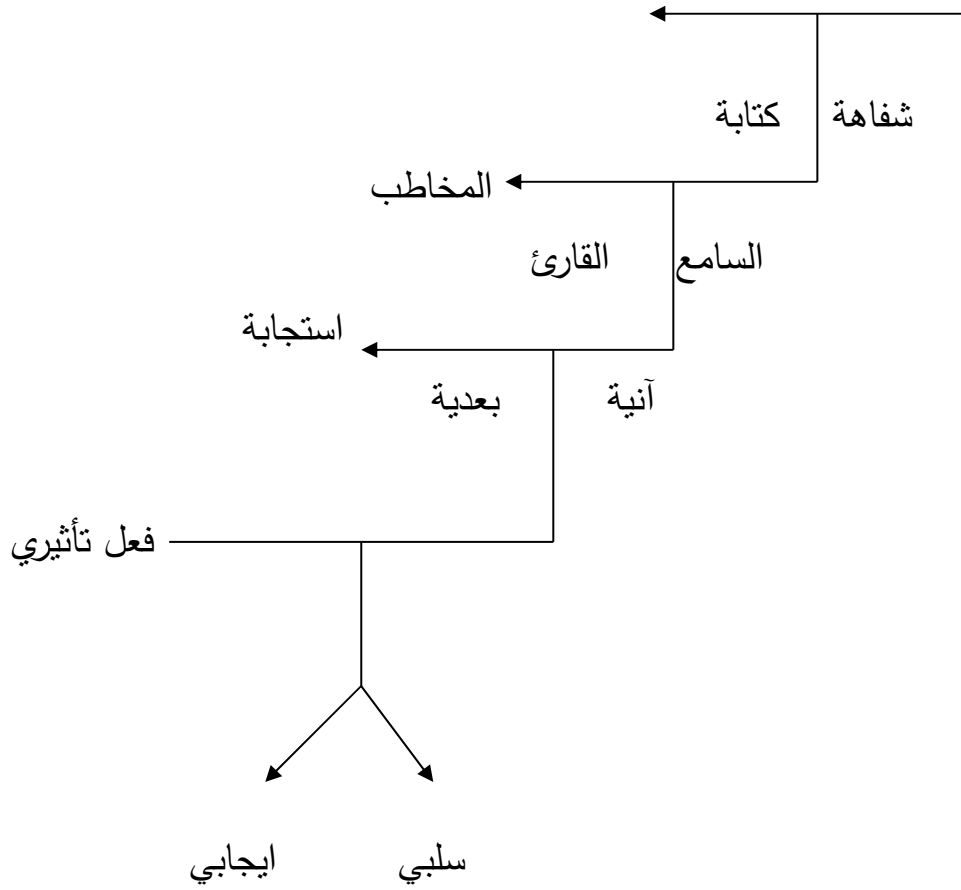 شفاهة كتابة
المخاطب
السامع القارئ
استجابة
آنية بعدية
فعل تأثيري
سلبي ايجابي